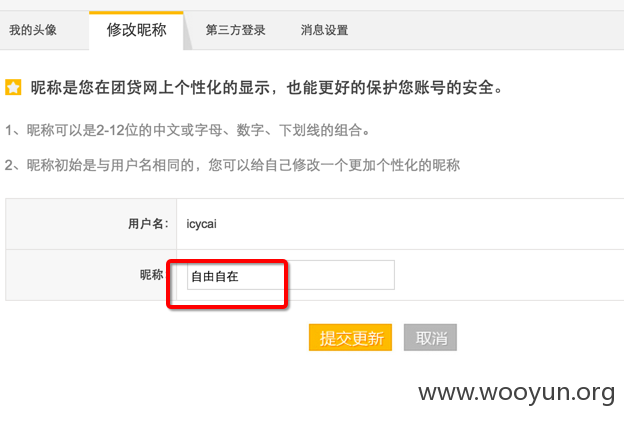 我的头像 修改昵称 第三方登录 消息设置
昵称是您在团贷网上个性化的显示，也能更好的保护您账号的安全。
1、昵称可以是2-12位的中文或字母、数字、下划线的组合。
2、昵称初始是与用户名相同的，您可以给自己修改一个更加个性化的昵称
用户名： icycai
昵称 自由自在
提交更新 取消
www.wooyun.org